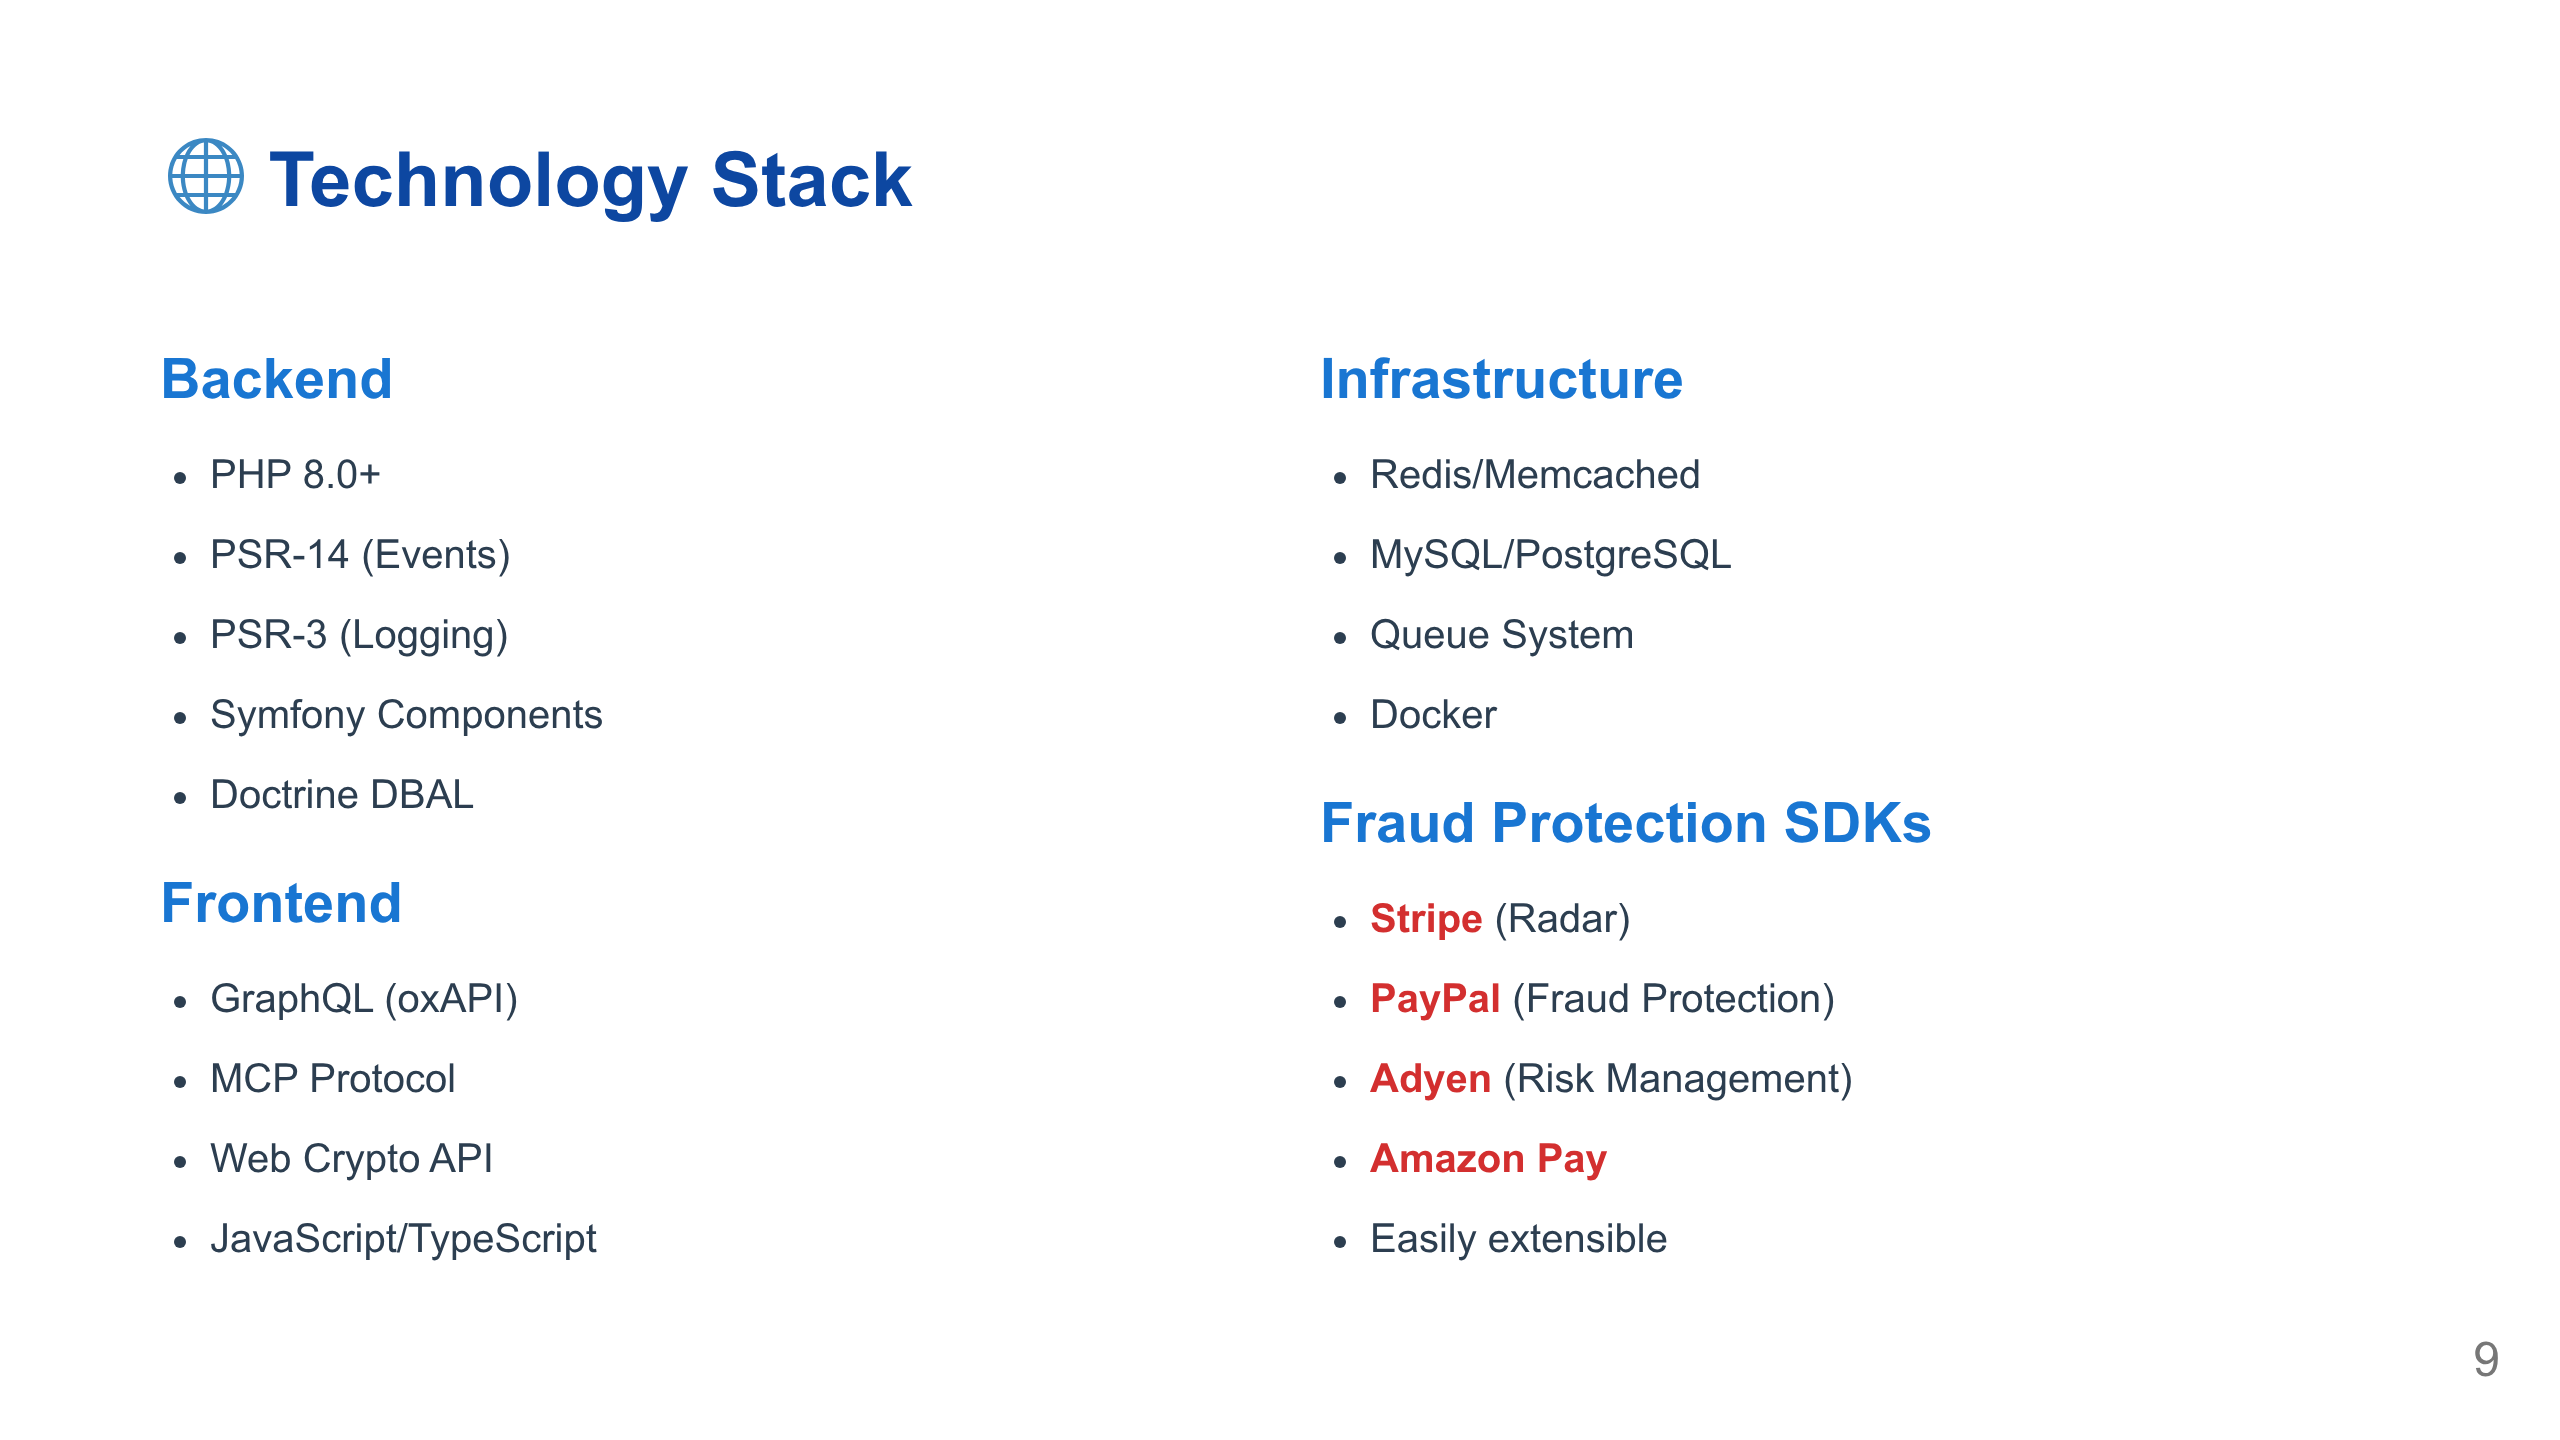 Technology Stack
Backend
PHP 8.0+
PSR-14 (Events)
PSR-3 (Logging)
Symfony Components
Doctrine DBAL
Frontend
GraphQL (oxAPI)
MCP Protocol
Web Crypto API
JavaScript/TypeScript
Infrastructure
Redis/Memcached
MySQL/PostgreSQL
Queue System
Docker
Fraud Protection SDKs
Stripe (Radar)
PayPal (Fraud Protection)
Adyen (Risk Management)
Amazon Pay
Easily extensible
9